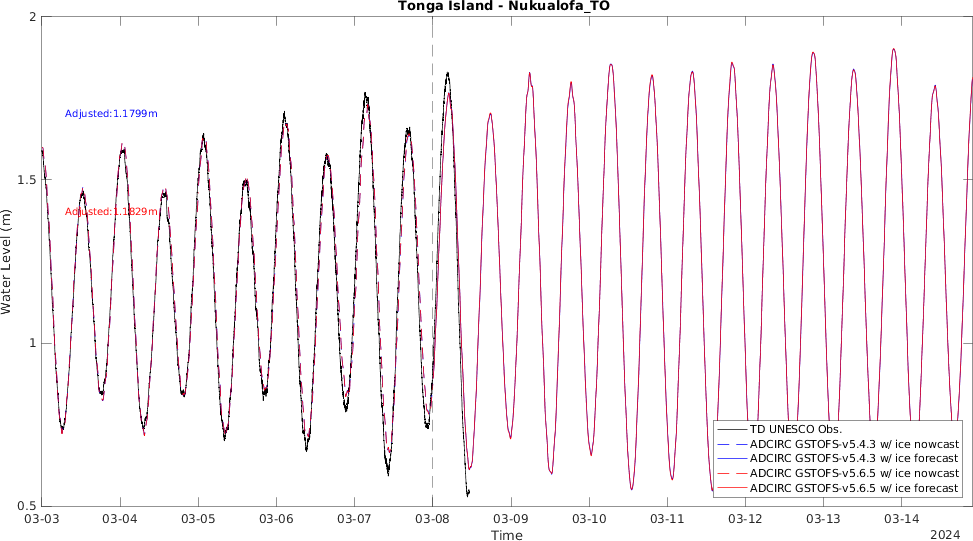 Tonga Island - Nukualofa_TO
2
1.5
1
0.5
Water Level (m)
Adjusted:1.1799m
Adjusted:1.1829m
TD UNESCO Obs.
ADCIRC GSTOFS-v5.4.3 w/ ice nowcast
ADCIRC GSTOFS-v5.4.3 w/ ice forecast
ADCIRC GSTOFS-v5.6.5 w/ ice nowcast
ADCIRC GSTOFS-v5.6.5 w/ ice forecast
03-03 03-04 03-05 03-06 03-07 03-08 03-09 03-10 03-11 03-12 03-13 03-14
Time
2024